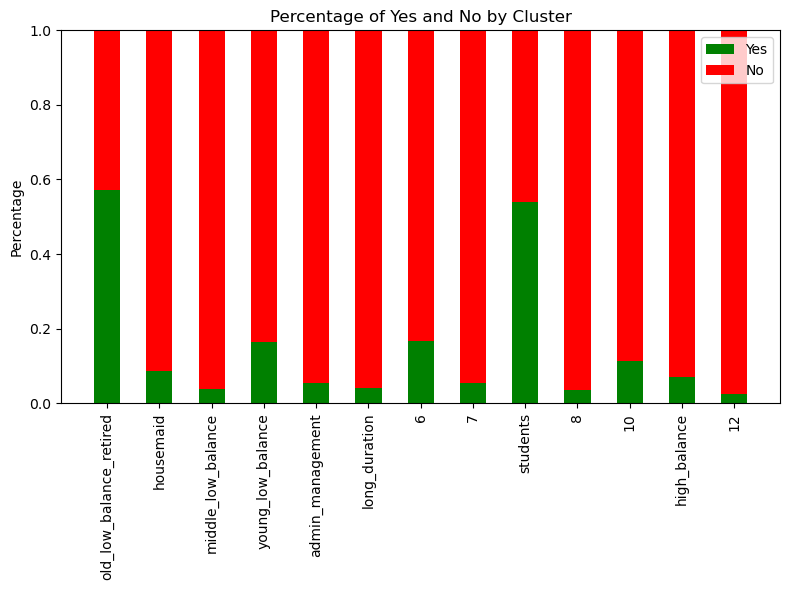 Percentage of Yes and No by Cluster
Yes
No
Percentage
1.0
0.8
0.6
0.4
0.2
0.0
old_low_balance_retired
housemaid
middle_low_balance
young_low_balance
admin_management
long_duration
6
7
students
8
10
high_balance
12